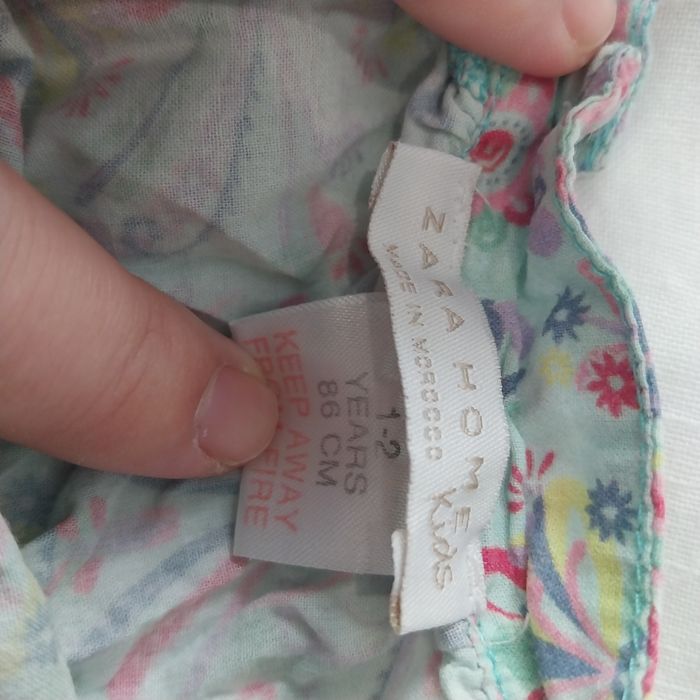 ZARA HOME Kids
MADE IN MOROCCO
1-2
YEARS
86 CM
KEEP AWAY
FROM FIRE